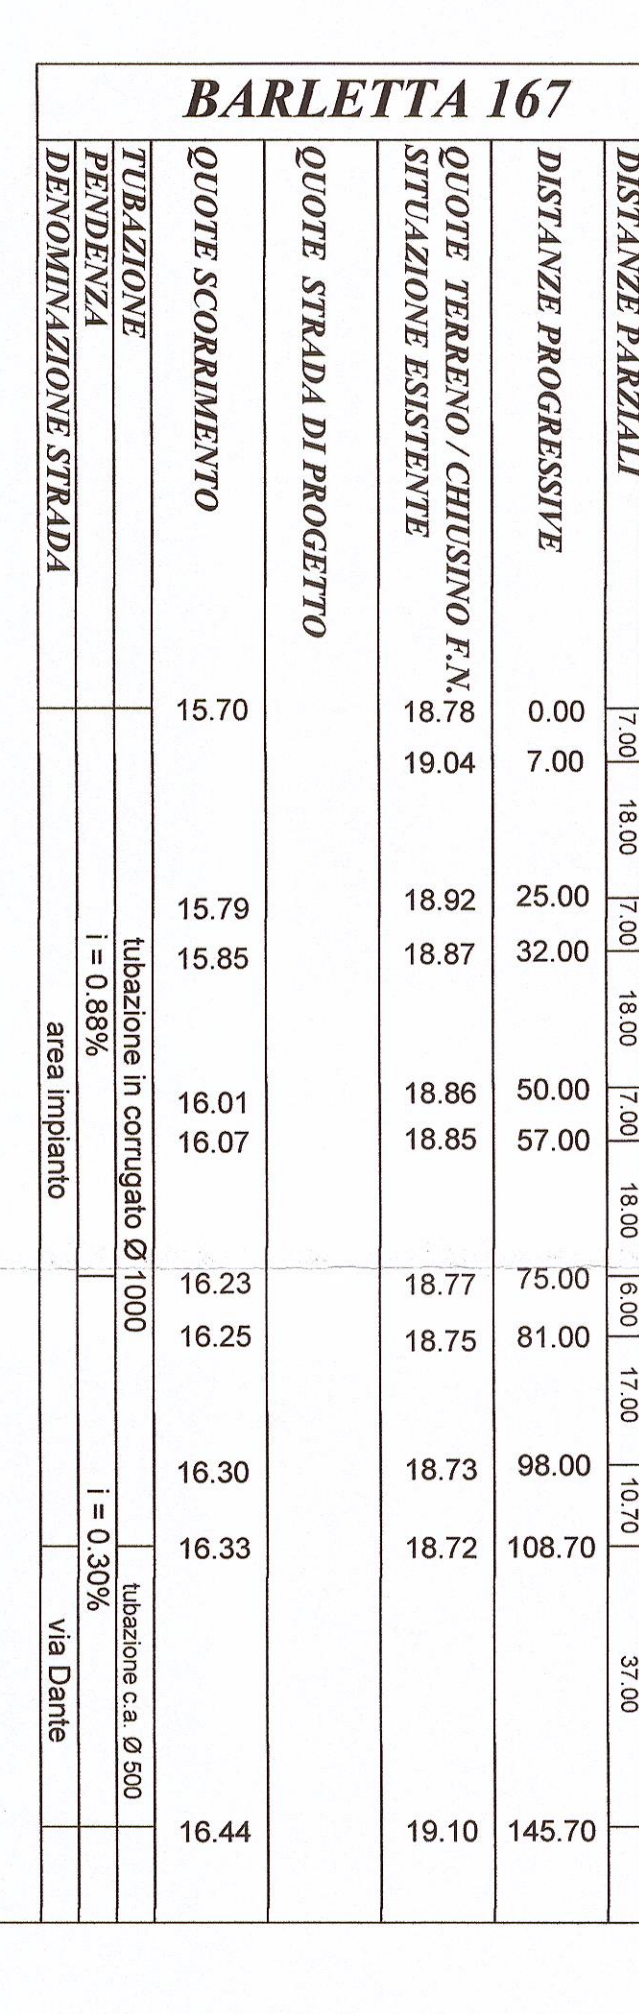 BARLETTA 167
DISTANZE PARZIALI
DISTANZE PROGRESSIVE
QUOTE TERRENO / CHIUSINO F.N.
SITUAZIONE ESISTENTE
QUOTE STRADA DI PROGETTO
QUOTE SCORRIMENTO
TUBAZIONE
PENDENZA
DENOMINAZIONE STRADA
7.00 18.00 7.00 18.00 7.00 18.00 6.00 17.00 10.70 37.00
0.00 7.00 25.00 32.00 50.00 57.00 75.00 81.00 98.00 108.70 145.70
18.78 19.04 18.92 18.87 18.86 18.85 18.77 18.75 18.73 18.72 19.10
15.70 15.79 15.85 16.01 16.07 16.23 16.25 16.30 16.33 16.44
tubazione in corrugato Ø 1000 tubazione c.a. Ø 500
i = 0.88% i = 0.30%
area impianto via Dante